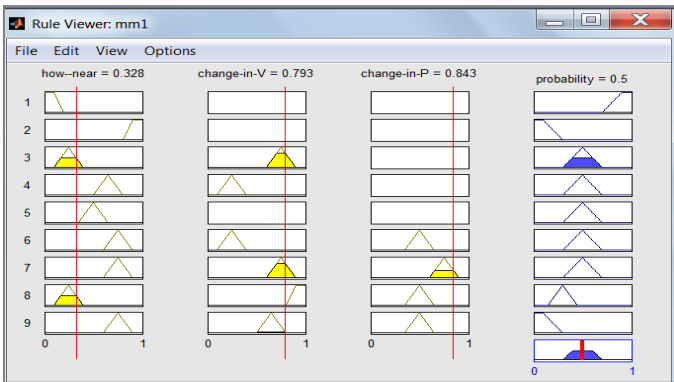 Rule Viewer: mm1
File Edit View Options
how--near = 0.328 change-in-V = 0.793 change-in-P = 0.843 probability = 0.5
1
2
3
4
5
6
7
8
9
0 1 0 1 0 1
0 1